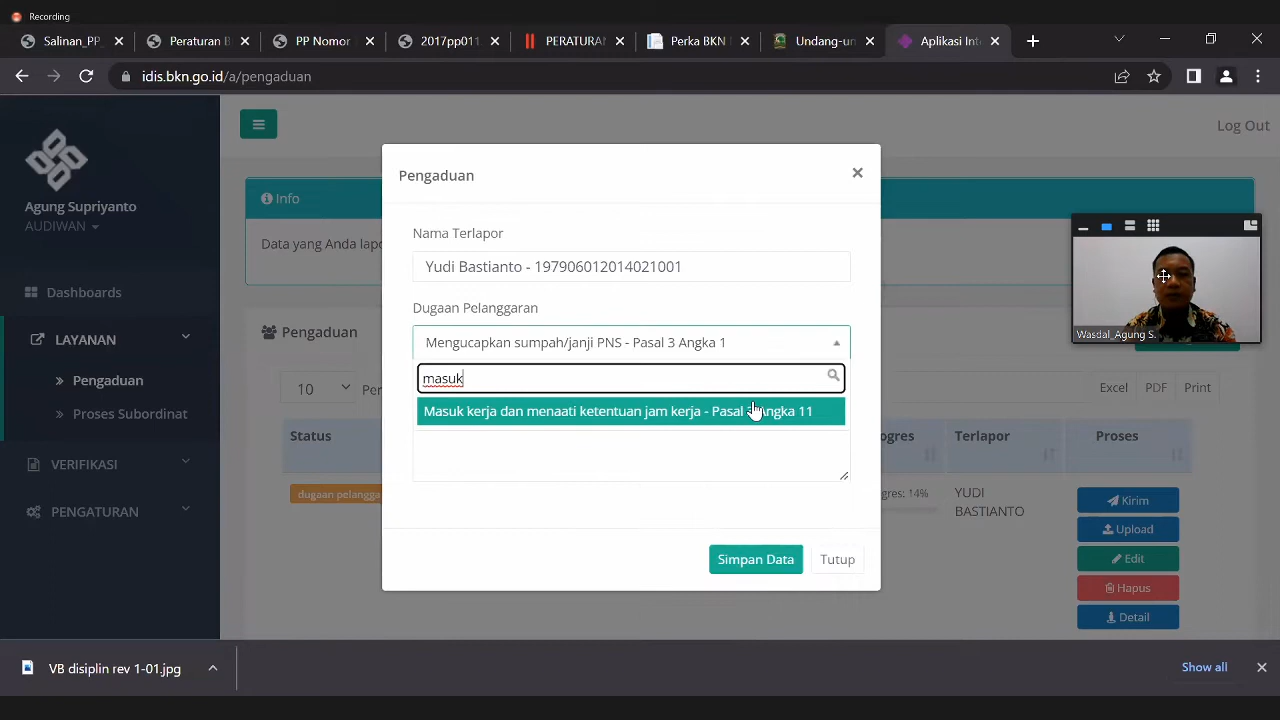 Recording
Salinan_PP_
Peraturan B
PP Nomor
2017pp011
PERATURAN
Perka BKN
Undang-un
Aplikasi Int
idis.bkn.go.id/a/pengaduan
Log Out
Agung Supriyanto
AUDIWAN
Dashboards
LAYANAN
Pengaduan
Proses Subordinat
VERIFIKASI
PENGATURAN
Info
Data yang Anda lapo
Pengaduan
10
Per
Excel
PDF
Print
Status
ogres
Terlapor
Proses
dugaan pelangga
gres: 14%
YUDI
BASTIANTO
Kirim
Upload
Edit
Hapus
Detail
Pengaduan
×
Nama Terlapor
Yudi Bastianto - 197906012014021001
Dugaan Pelanggaran
Mengucapkan sumpah/janji PNS - Pasal 3 Angka 1
masuk
Masuk kerja dan menaati ketentuan jam kerja - Pasal Angka 11
Simpan Data
Tutup
Wasdal_Agung S.
VB disiplin rev 1-01.jpg
Show all